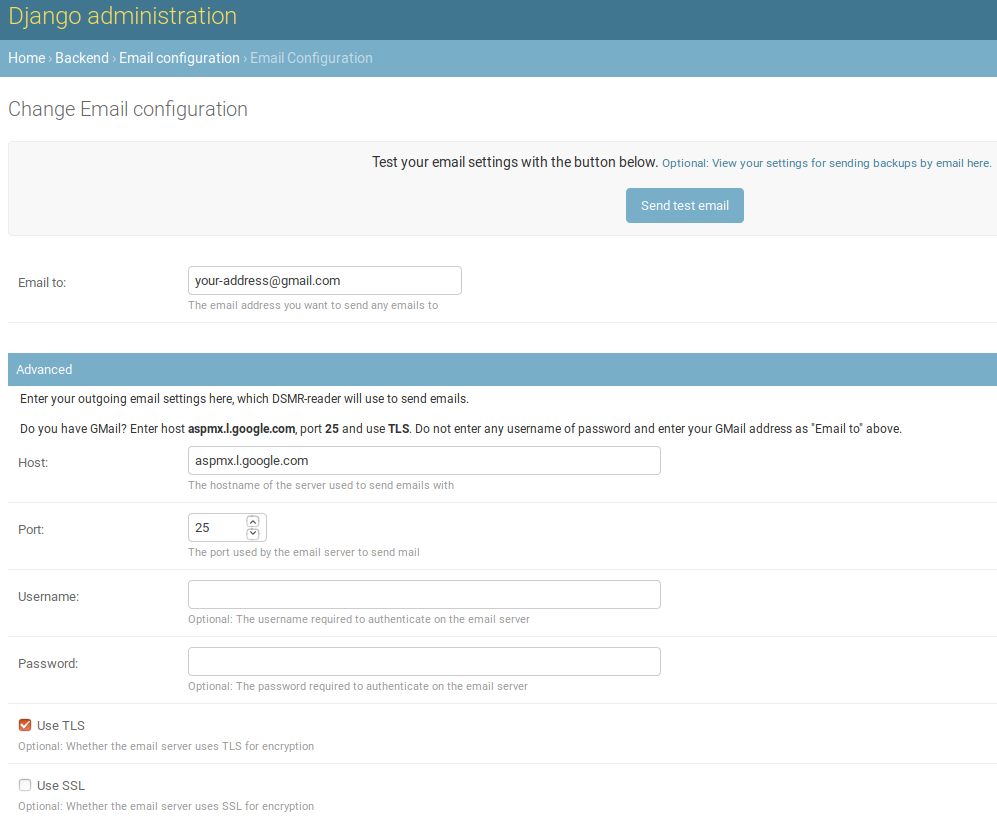 Django administration
Home › Backend › Email configuration › Email Configuration
Change Email configuration
Test your email settings with the button below. Optional: View your settings for sending backups by email here.
Send test email
Email to: your-address@gmail.com
The email address you want to send any emails to
Advanced
Enter your outgoing email settings here, which DSMR-reader will use to send emails.
Do you have GMail? Enter host aspmx.l.google.com, port 25 and use TLS. Do not enter any username of password and enter your GMail address as "Email to" above.
Host: aspmx.l.google.com
The hostname of the server used to send emails with
Port: 25
The port used by the email server to send mail
Username:
Optional: The username required to authenticate on the email server
Password:
Optional: The password required to authenticate on the email server
Use TLS
Optional: Whether the email server uses TLS for encryption
Use SSL
Optional: Whether the email server uses SSL for encryption